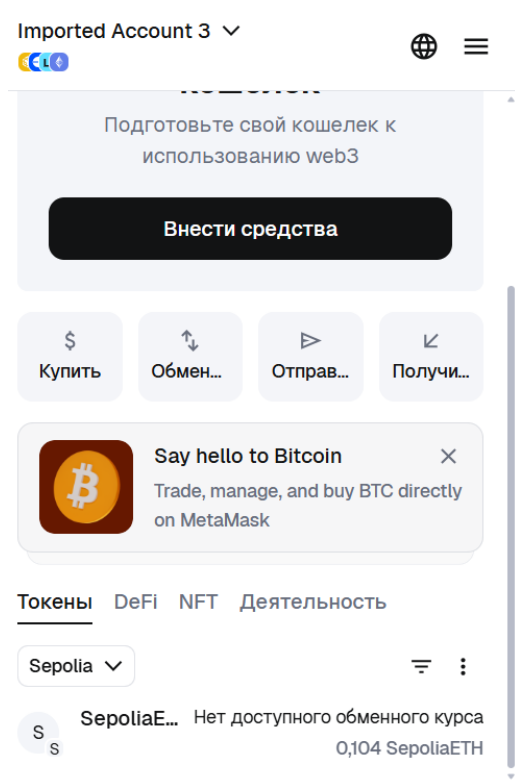 Imported Account 3
Подготовьте свой кошелек к
использованию web3
Внести средства
$
Купить
Обмен...
Отправ...
Получи...
Say hello to Bitcoin
Trade, manage, and buy BTC directly
on MetaMask
Токены DeFi NFT Деятельность
Sepolia
S
S
SepoliaE... Нет доступного обменного курса
0,104 SepoliaETH